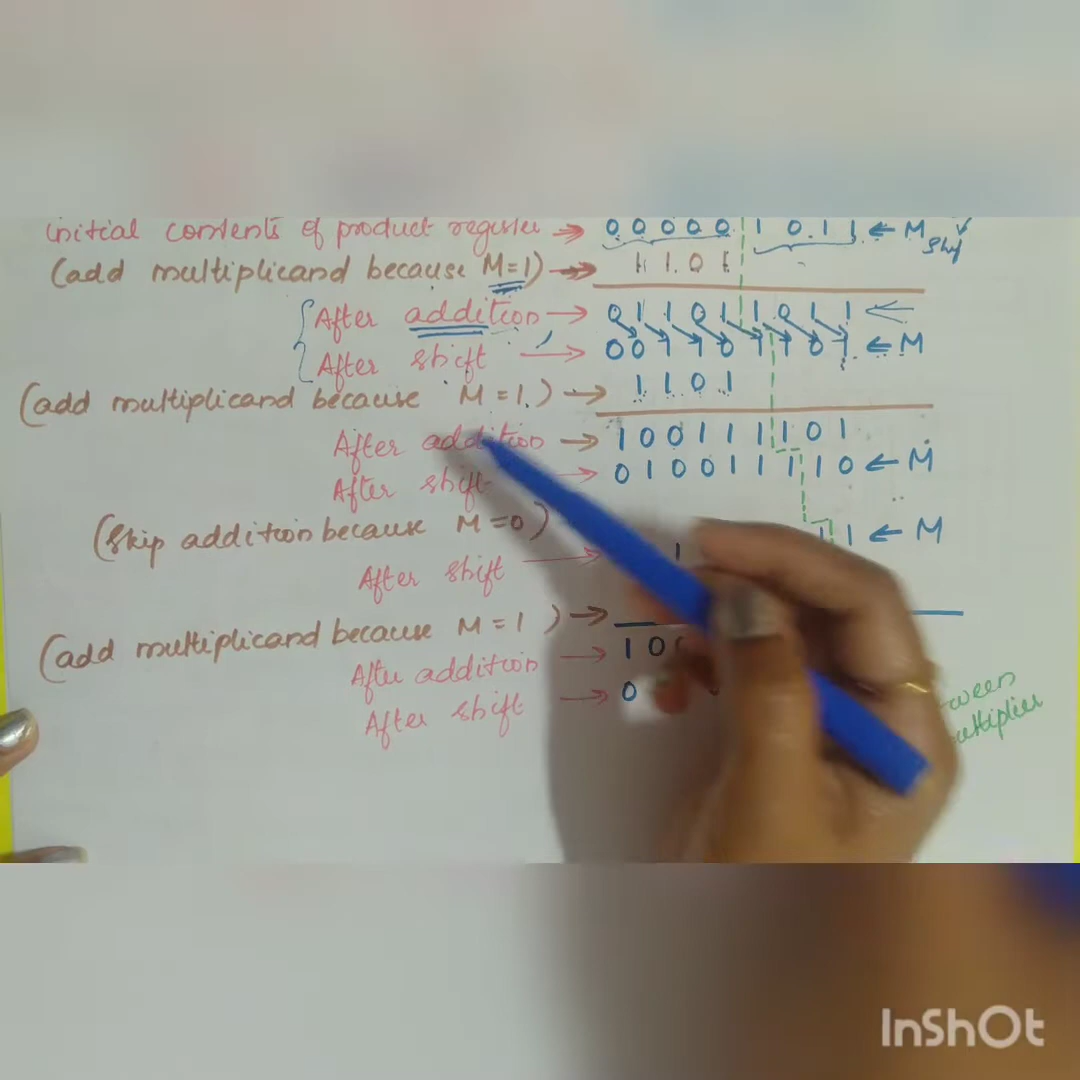 initial contents of product register → 0 0 0 0 0 1 0 1 1 ← M
(add multiplicand because M=1) → 1 1 0 1
After addition → 0 1 1 0 1 1 0 1 1 ←
After shift → 0 0 1 1 0 1 1 0 1 ← M
(add multiplicand because M=1.) → 1 1 0 1
After addition → 1 0 0 1 1 1 1 0 1
After shift → 0 1 0 0 1 1 1 1 0 ← M
(skip addition because M=0)
After shift → 1 1 1 ← M
(add multiplicand because M=1) →
After addition → 1 0
After shift → 0
ween
multiplier
InShOt